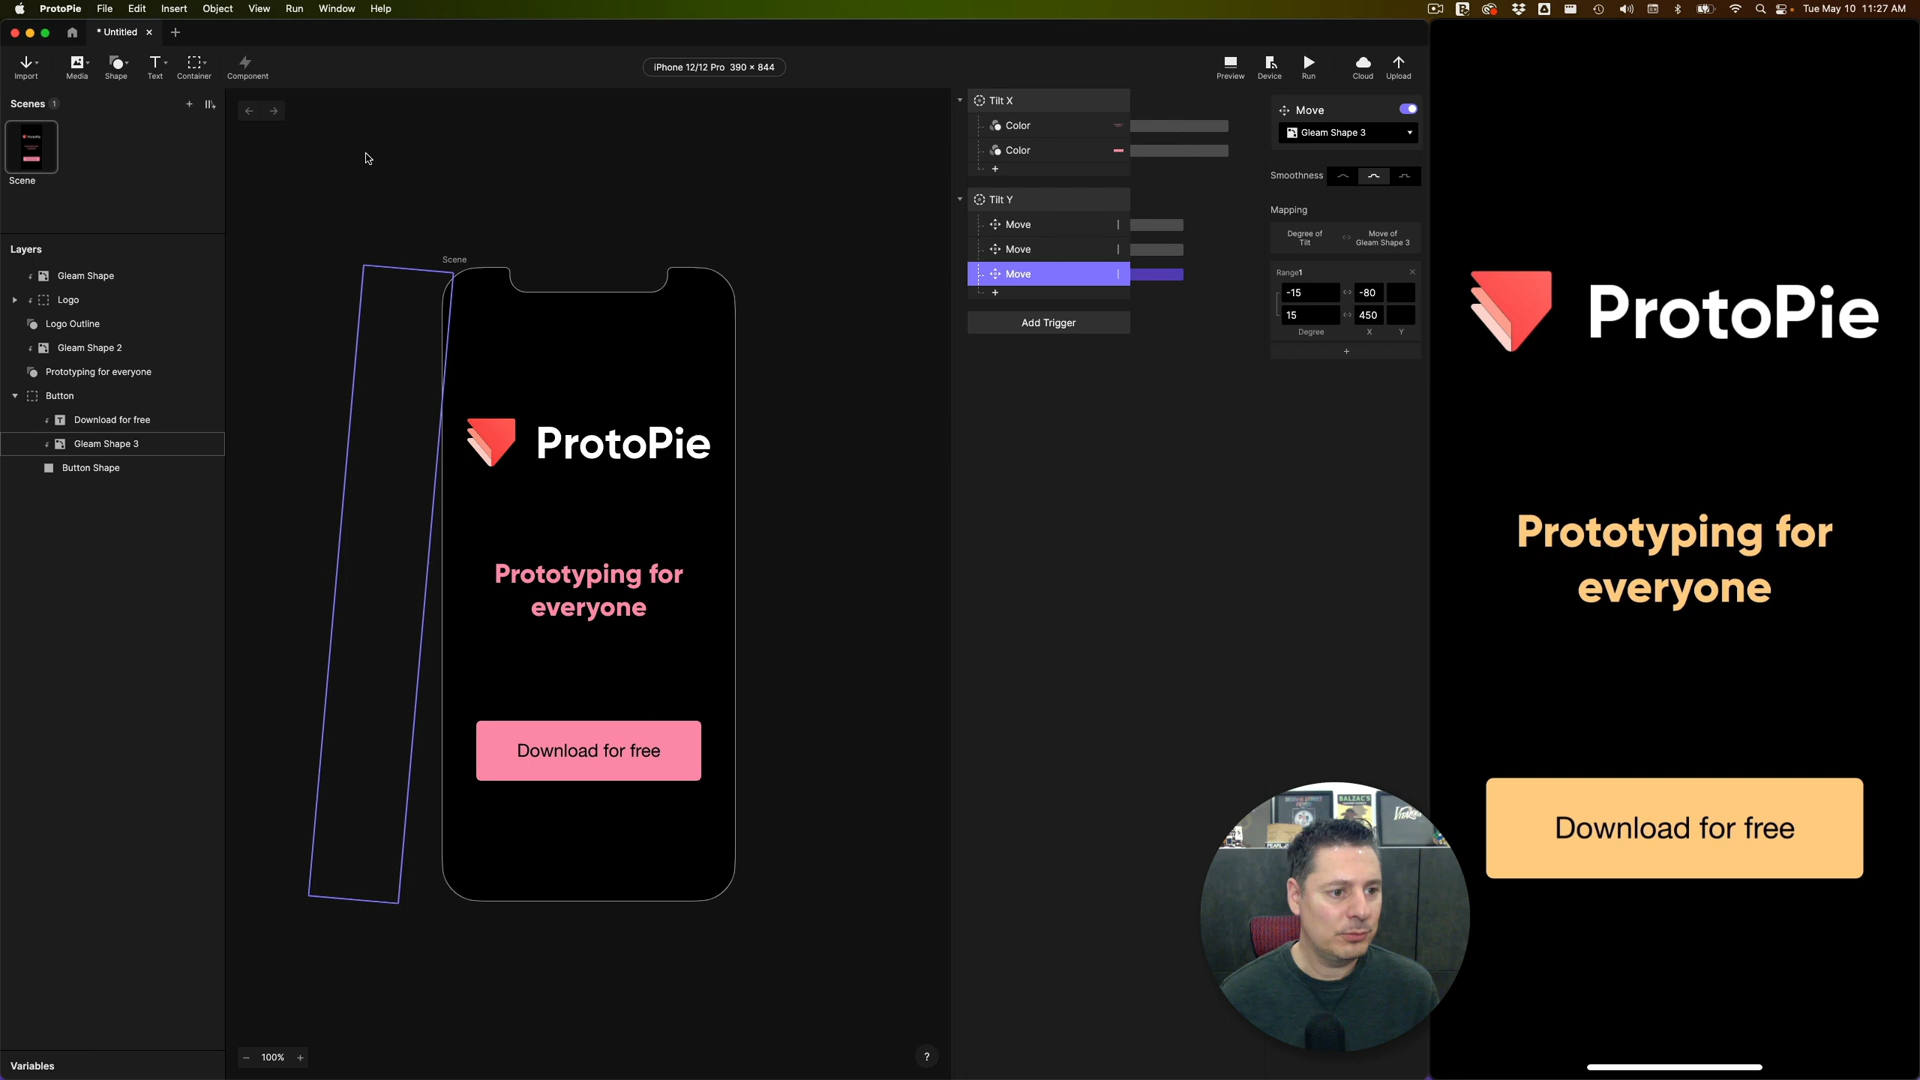 ProtoPie File Edit Insert Object View Run Window Help
Tue May 10 11:27 AM
* Untitled
Import
Media
Shape
Text
Container
Component
iPhone 12/12 Pro 390 × 844
Preview
Device
Run
Cloud
Upload
Scenes 1
Scene
Layers
Gleam Shape
Logo
Logo Outline
Gleam Shape 2
Prototyping for everyone
Button
Download for free
Gleam Shape 3
Button Shape
Variables
Scene
ProtoPie
Prototyping for
everyone
Download for free
100%
?
Tilt X
Color
Color
Tilt Y
Move
Move
Move
Add Trigger
Move
Gleam Shape 3
Smoothness
Mapping
Degree of
Tilt
Move of
Gleam Shape 3
Range1
-15 -80
15 450
Degree X Y
ProtoPie
Prototyping for
everyone
Download for free
BALZAC'S